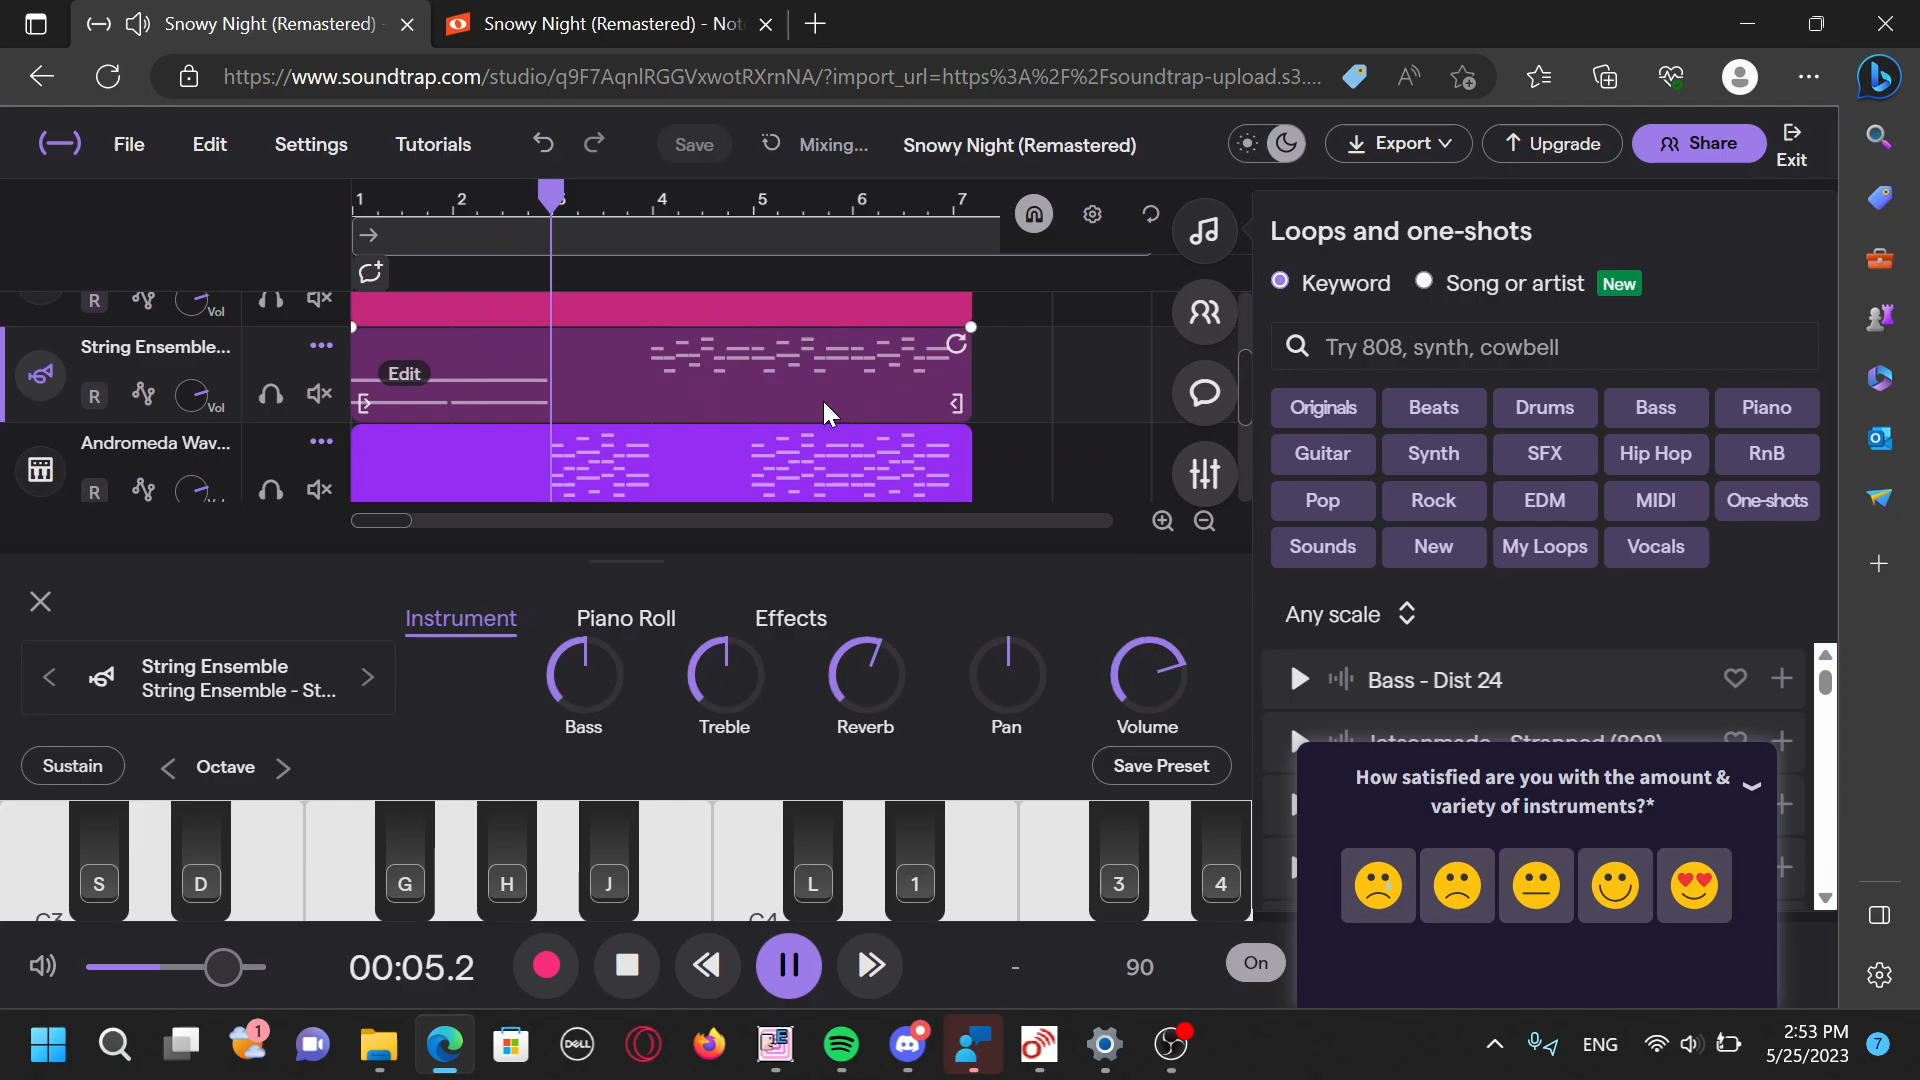 Snowy Night (Remastered) -
Snowy Night (Remastered) - Not
https://www.soundtrap.com/studio/q9F7AqnlRGGVxwotRXrnNA/?import_url=https%3A%2F%2Fsoundtrap-upload.s3....
File Edit Settings Tutorials Save Mixing... Snowy Night (Remastered) Export Upgrade Share Exit
1 2 4 5 6 7
R Vol
String Ensemble...
R Vol
Edit
Andromeda Wav...
R
Loops and one-shots
Keyword Song or artist New
Try 808, synth, cowbell
Originals Beats Drums Bass Piano
Guitar Synth SFX Hip Hop RnB
Pop Rock EDM MIDI One-shots
Sounds New My Loops Vocals
Any scale
Bass - Dist 24
Instrument Piano Roll Effects
String Ensemble
String Ensemble - St...
Bass Treble Reverb Pan Volume
Sustain Octave Save Preset
S D G H J L 1 3 4
C3 C4
How satisfied are you with the amount &
variety of instruments?*
00:05.2 - 90 On
1 DELL ENG 2:53 PM
5/25/2023 7